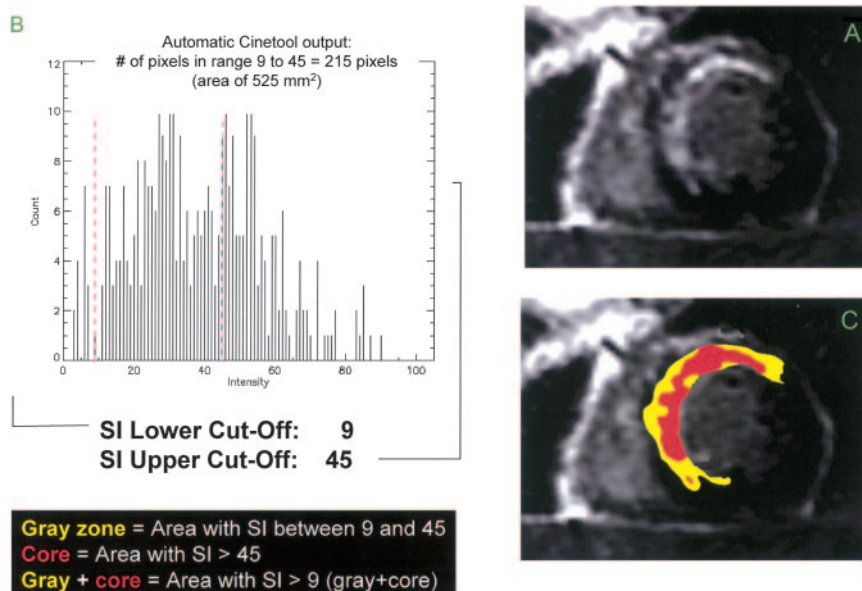 B
Automatic Cinetool output:
# of pixels in range 9 to 45 = 215 pixels
(area of 525 mm²)
12
10
8
6
4
2
0
Count
0 20 40 60 80 100
Intensity
SI Lower Cut-Off: 9
SI Upper Cut-Off: 45
Gray zone = Area with SI between 9 and 45
Core = Area with SI > 45
Gray + core = Area with SI > 9 (gray+core)
A
C